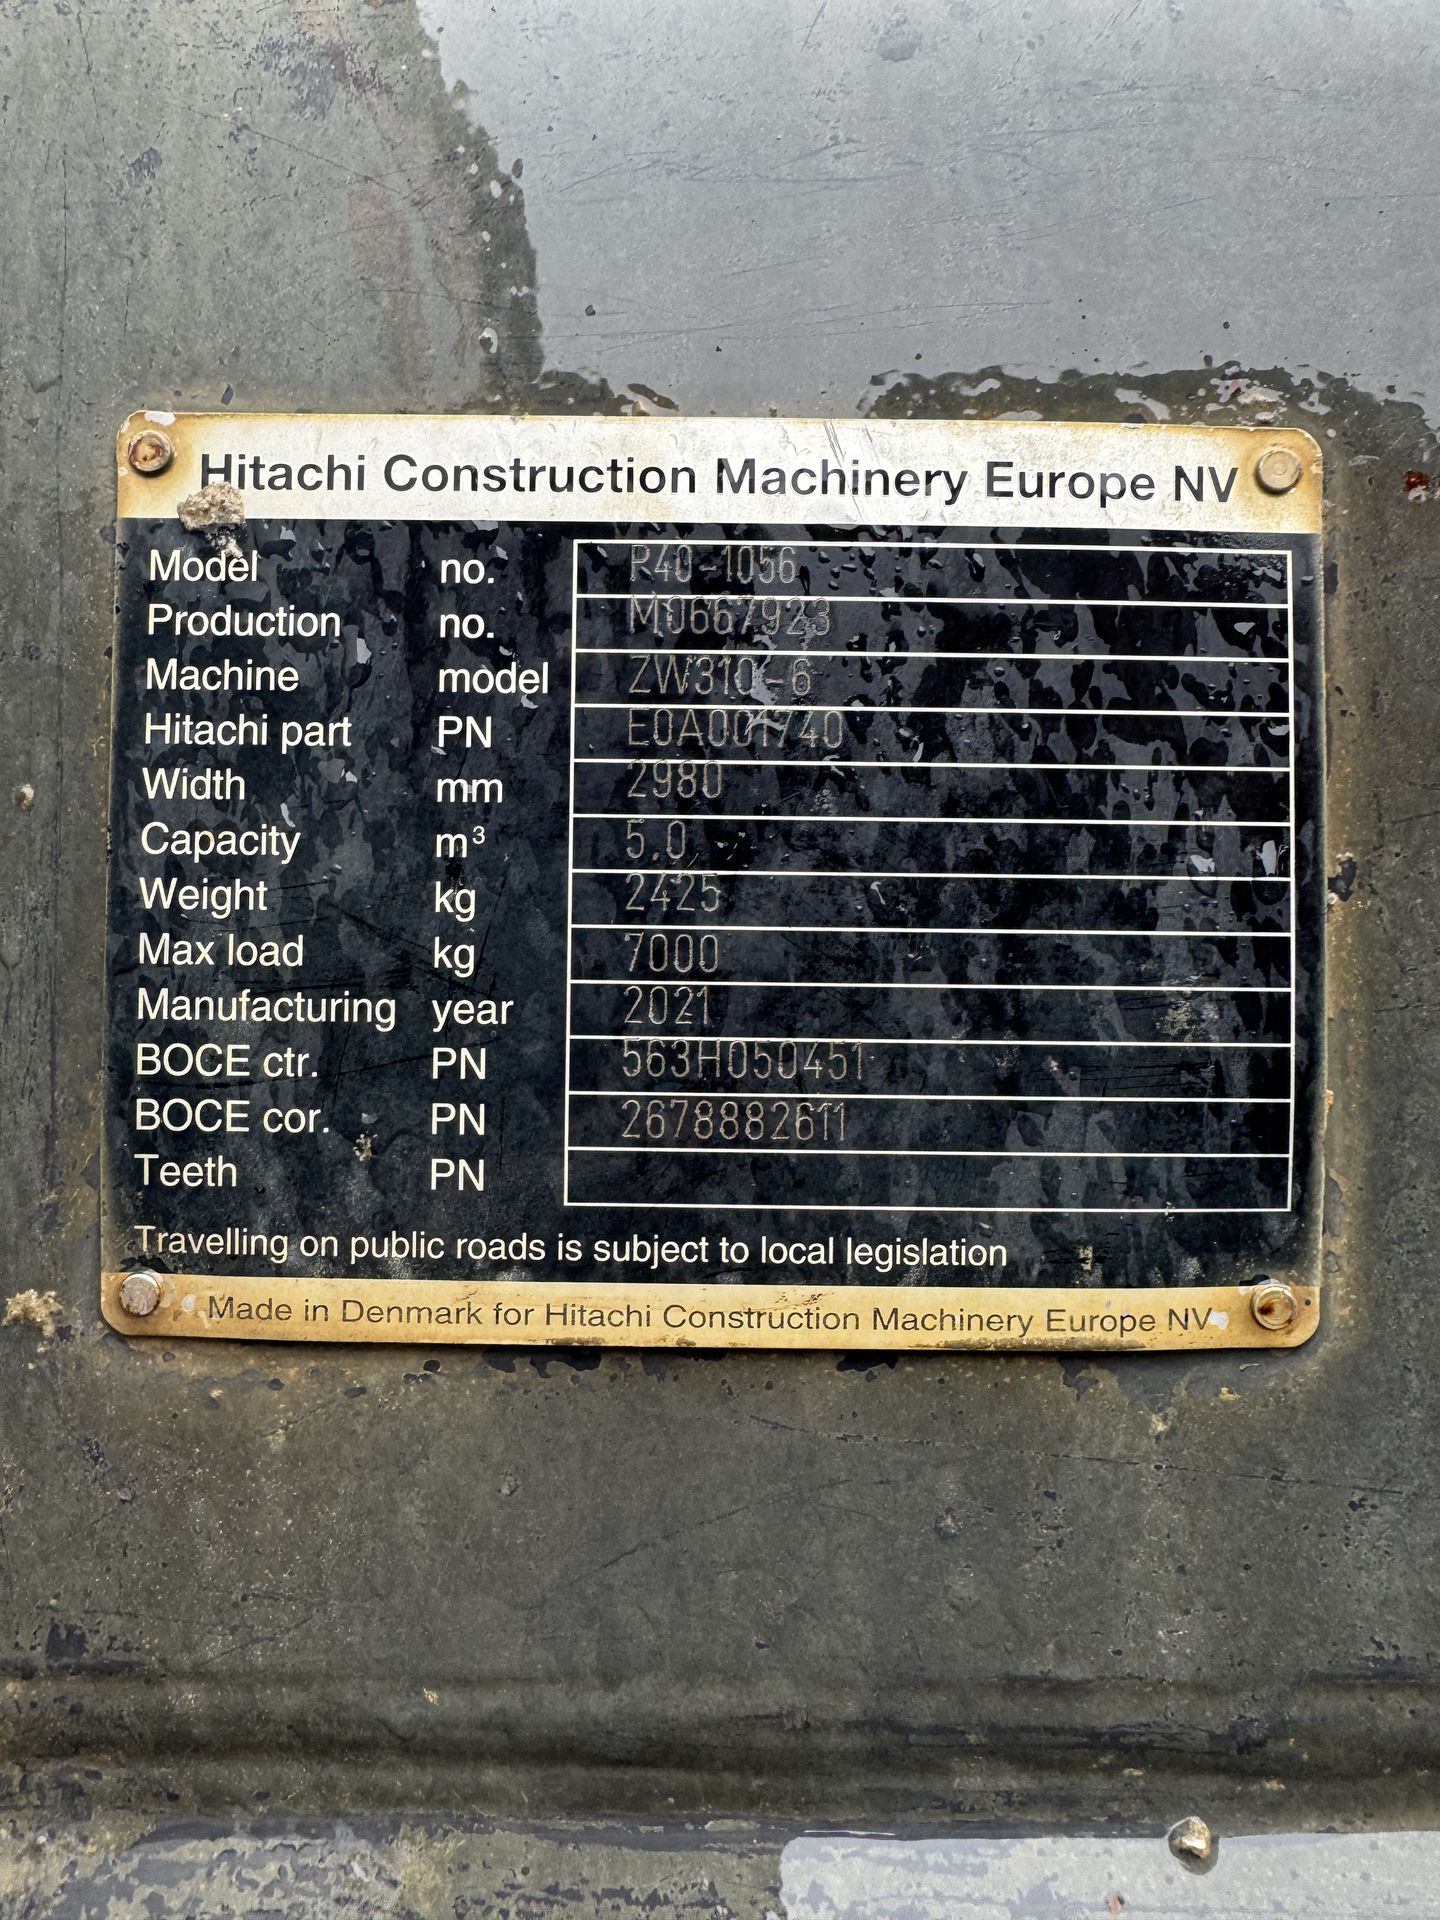 Hitachi Construction Machinery Europe NV
Model no. R40-1056
Production no. M0667923
Machine model ZW310-6
Hitachi part PN E0A001740
Width mm 2980
Capacity m³ 5.0
Weight kg 2425
Max load kg 7000
Manufacturing year 2021
BOCE ctr. PN 563H050451
BOCE cor. PN 2678882611
Teeth PN
Travelling on public roads is subject to local legislation
Made in Denmark for Hitachi Construction Machinery Europe NV